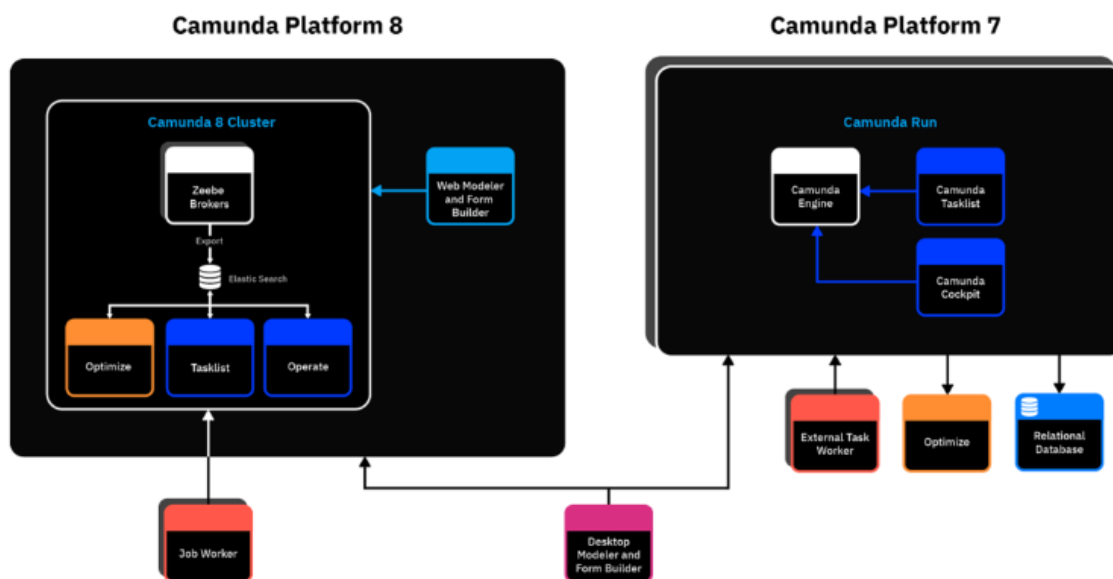 Camunda Platform 8
Camunda Platform 7
Camunda 8 Cluster
Zeebe
Brokers
Export
Elastic Search
Optimize
Tasklist
Operate
Web Modeler
and Form
Builder
Camunda Run
Camunda
Engine
Camunda
Tasklist
Camunda
Cockpit
External Task
Worker
Optimize
Relational
Database
Job Worker
Desktop
Modeler and
Form Builder